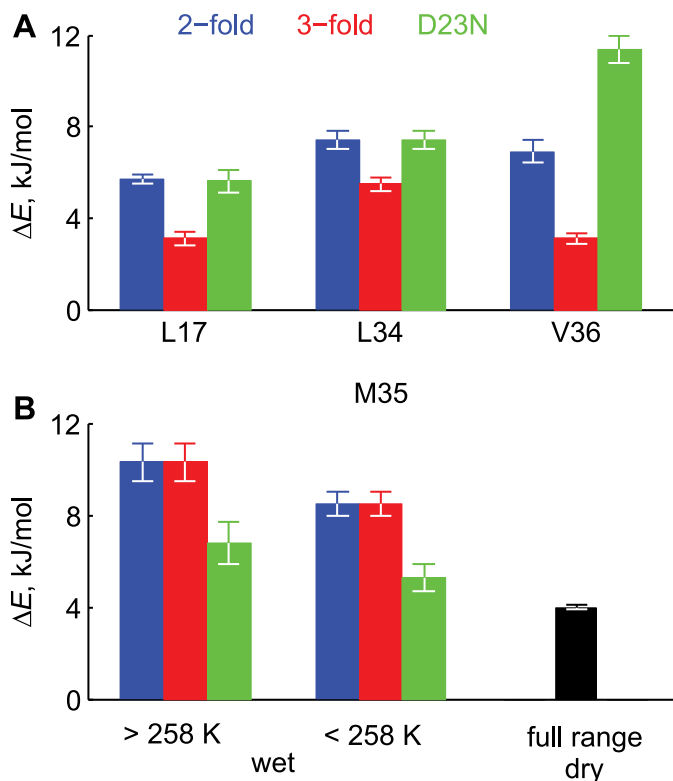 A
2−fold 3−fold D23N
12
8
4
0
ΔE, kJ/mol
L17 L34 V36
M35
B
12
8
4
0
ΔE, kJ/mol
> 258 K < 258 K full range
wet dry